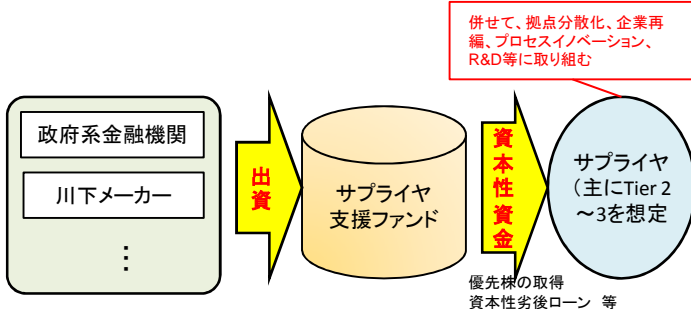 併せて、拠点分散化、企業再
編、プロセスイノベーション、
R&D等に取り組む
政府系金融機関
川下メーカー
⋮
出資
サプライヤ
支援ファンド
資本性資金
サプライヤ
（主にTier 2
～3を想定
優先株の取得
資本性劣後ローン 等